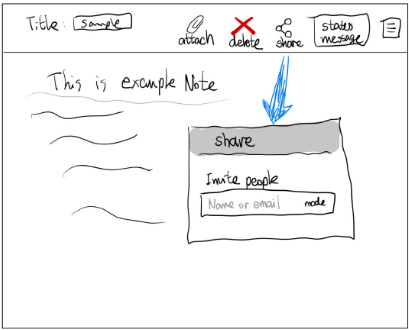 Title: sample
attach delete share status message
This is example Note
share
Invite people
Name or email mode